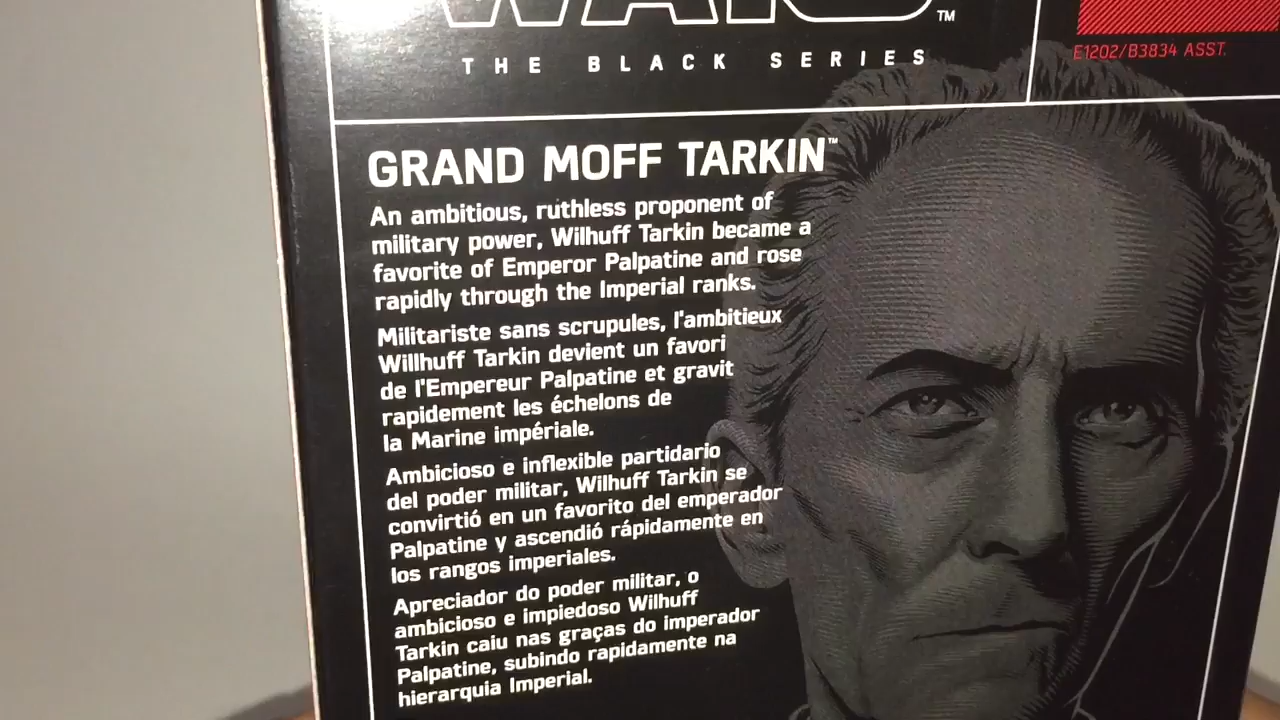 WARS
TM
THE BLACK SERIES
E1202/B3834 ASST.
GRAND MOFF TARKIN™
An ambitious, ruthless proponent of
military power, Wilhuff Tarkin became a
favorite of Emperor Palpatine and rose
rapidly through the Imperial ranks.
Militariste sans scrupules, l'ambitieux
Willhuff Tarkin devient un favori
de l'Empereur Palpatine et gravit
rapidement les échelons de
la Marine impériale.
Ambicioso e inflexible partidario
del poder militar, Wilhuff Tarkin se
convirtió en un favorito del emperador
Palpatine y ascendió rápidamente en
los rangos imperiales.
Apreciador do poder militar, o
ambicioso e impiedoso Wilhuff
Tarkin caiu nas graças do imperador
Palpatine, subindo rapidamente na
hierarquia Imperial.